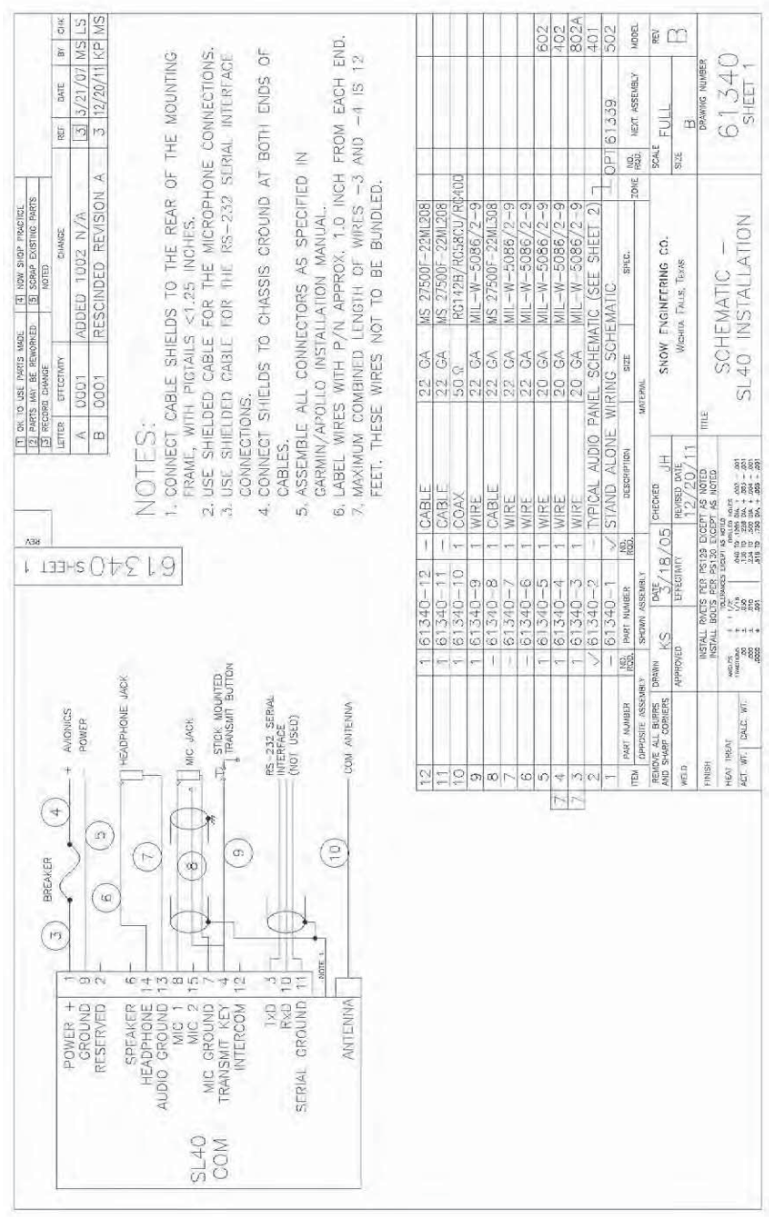 1 OK TO USE PARTS MADE
2 PARTS MAY BE REWORKED
3 RECORD CHANGE
4 NOW SHOP PRACTICE
5 SCRAP EXISTING PARTS
NOTED
LETTER EFFECTIVITY CHANGE REF DATE BY CHK
A 0001 ADDED 1002 N/A 3 3/21/07 MS LS
B 0001 RESCINDED REVISION A 3 12/20/11 KP MS
REV
61340 SHEET 1
NOTES:
1. CONNECT CABLE SHIELDS TO THE REAR OF THE MOUNTING
FRAME, WITH PIGTAILS <1.25 INCHES.
2. USE SHIELDED CABLE FOR THE MICROPHONE CONNECTIONS.
3. USE SHIELDED CABLE FOR THE RS-232 SERIAL INTERFACE
CONNECTIONS.
4. CONNECT SHIELDS TO CHASSIS GROUND AT BOTH ENDS OF
CABLES.
5. ASSEMBLE ALL CONNECTORS AS SPECIFIED IN
GARMIN/APOLLO INSTALLATION MANUAL.
6. LABEL WIRES WITH P/N APPROX. 1.0 INCH FROM EACH END.
7. MAXIMUM COMBINED LENGTH OF WIRES -3 AND -4 IS 12
FEET. THESE WIRES NOT TO BE BUNDLED.
SL40
COM
POWER + 1
GROUND 9
RESERVED 2
SPEAKER 6
HEADPHONE 14
AUDIO GROUND 13
MIC 1 8
MIC 2 15
MIC GROUND 7
TRANSMIT KEY 4
INTERCOM 12
TxD 3
RxD 10
SERIAL GROUND 11
ANTENNA
NOTE 1
BREAKER
3
4
5
6
7
8
9
10
+ AVIONICS
- POWER
HEADPHONE JACK
MIC JACK
STICK MOUNTED
TRANSMIT BUTTON
RS-232 SERIAL
INTERFACE
(NOT USED)
COM ANTENNA
12 1 61340-12 - CABLE 22 GA MS 27500F-22ML208
11 1 61340-11 - CABLE 22 GA MS 27500F-22ML208
10 1 61340-10 1 COAX 50 Ω RG142B/RG58CU/RG400
9 1 61340-9 1 WIRE 22 GA MIL-W-5086/2-9
8 - 61340-8 1 CABLE 22 GA MS 27500F-22ML308
7 - 61340-7 1 WIRE 22 GA MIL-W-5086/2-9
6 - 61340-6 1 WIRE 22 GA MIL-W-5086/2-9
5 1 61340-5 1 WIRE 20 GA MIL-W-5086/2-9 602
7 4 1 61340-4 1 WIRE 20 GA MIL-W-5086/2-9 402
7 3 1 61340-3 1 WIRE 20 GA MIL-W-5086/2-9 802A
2 √ 61340-2 - TYPICAL AUDIO PANEL SCHEMATIC (SEE SHEET 2) 401
1 - 61340-1 √ STAND ALONE WIRING SCHEMATIC OPT 61339 502
ITEM PART NUMBER NO. RQD. PART NUMBER NO. RQD. DESCRIPTION SIZE SPEC. ZONE NO. RQD. NEXT ASSEMBLY MODEL
OPPOSITE ASSEMBLY SHOWN ASSEMBLY MATERIAL
REMOVE ALL BURRS
AND SHARP CORNERS
DRAWN KS
DATE 3/18/05
CHECKED JH
WELD
APPROVED
EFFECTIVITY
REVISED DATE 12/20/11
SNOW ENGINEERING CO.
WICHITA FALLS, TEXAS
SCALE FULL
SIZE B
REV B
FINISH
HEAT TREAT
ACT. WT. CALC. WT.
INSTALL RIVETS PER PS129 EXCEPT AS NOTED
INSTALL BOLTS PER PS130 EXCEPT AS NOTED
TITLE
SCHEMATIC -
SL40 INSTALLATION
DRAWING NUMBER
61340
SHEET 1